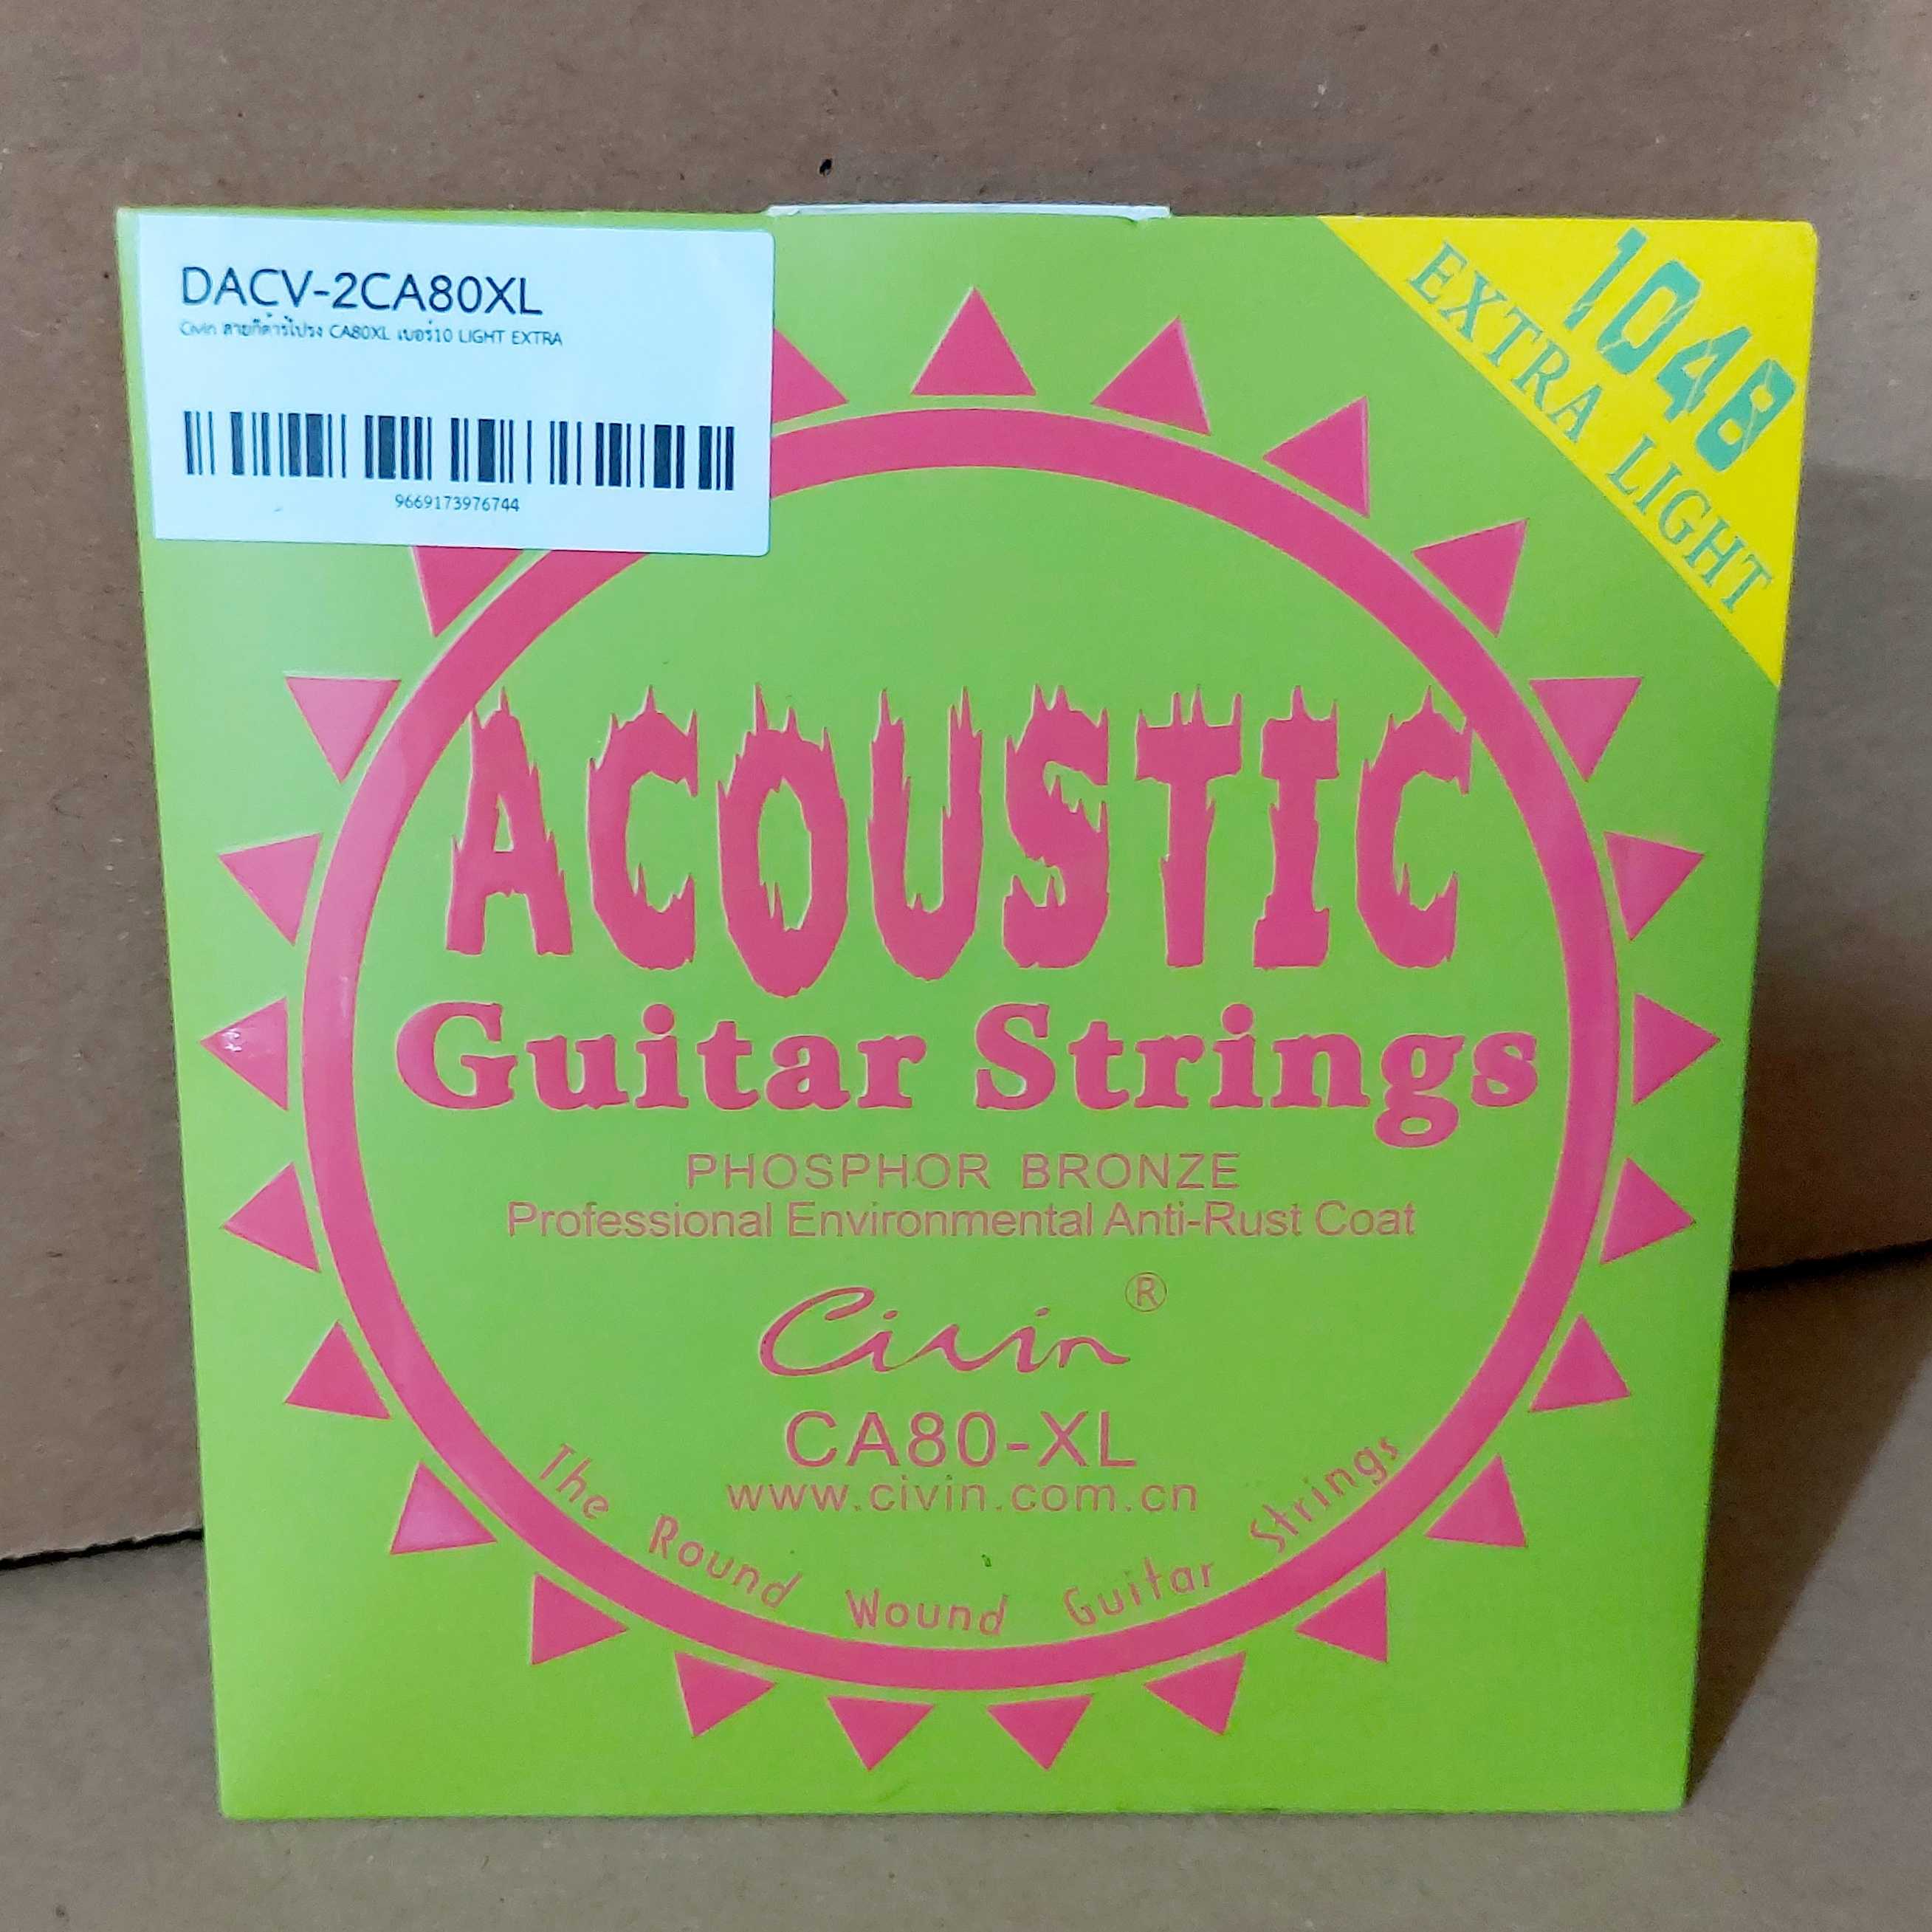 DACV-2CA80XL
Civin สายกีต้าร์โปร่ง CA80XL เบอร์10 LIGHT EXTRA
9669173976744
1048
EXTRA LIGHT
ACOUSTIC
Guitar Strings
PHOSPHOR BRONZE
Professional Environmental Anti-Rust Coat
Civin ®
CA80-XL
www.civin.com.cn
The Round Wound Guitar Strings